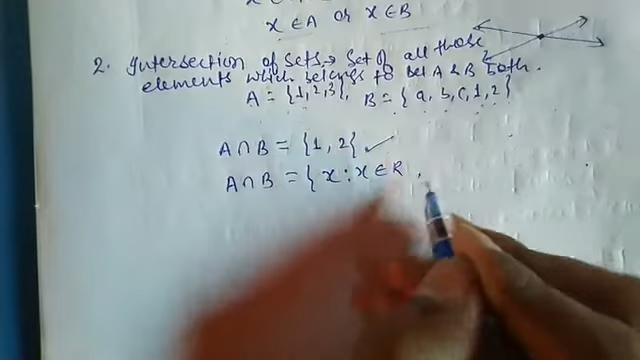 x ∈ A or x ∈ B
2. Intersection of Sets → Set of all those
elements which belongs to Set A & B both.
A = {1, 2, 3}, B = {a, b, c, 1, 2}
A ∩ B = {1, 2} ✓
A ∩ B = { x : x ∈ R ,